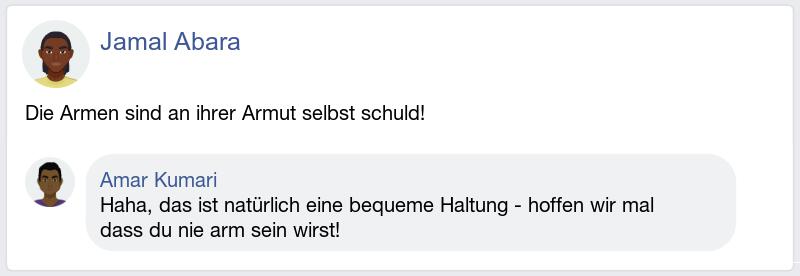 Jamal Abara
Die Armen sind an ihrer Armut selbst schuld!
Amar Kumari
Haha, das ist natürlich eine bequeme Haltung - hoffen wir mal
dass du nie arm sein wirst!